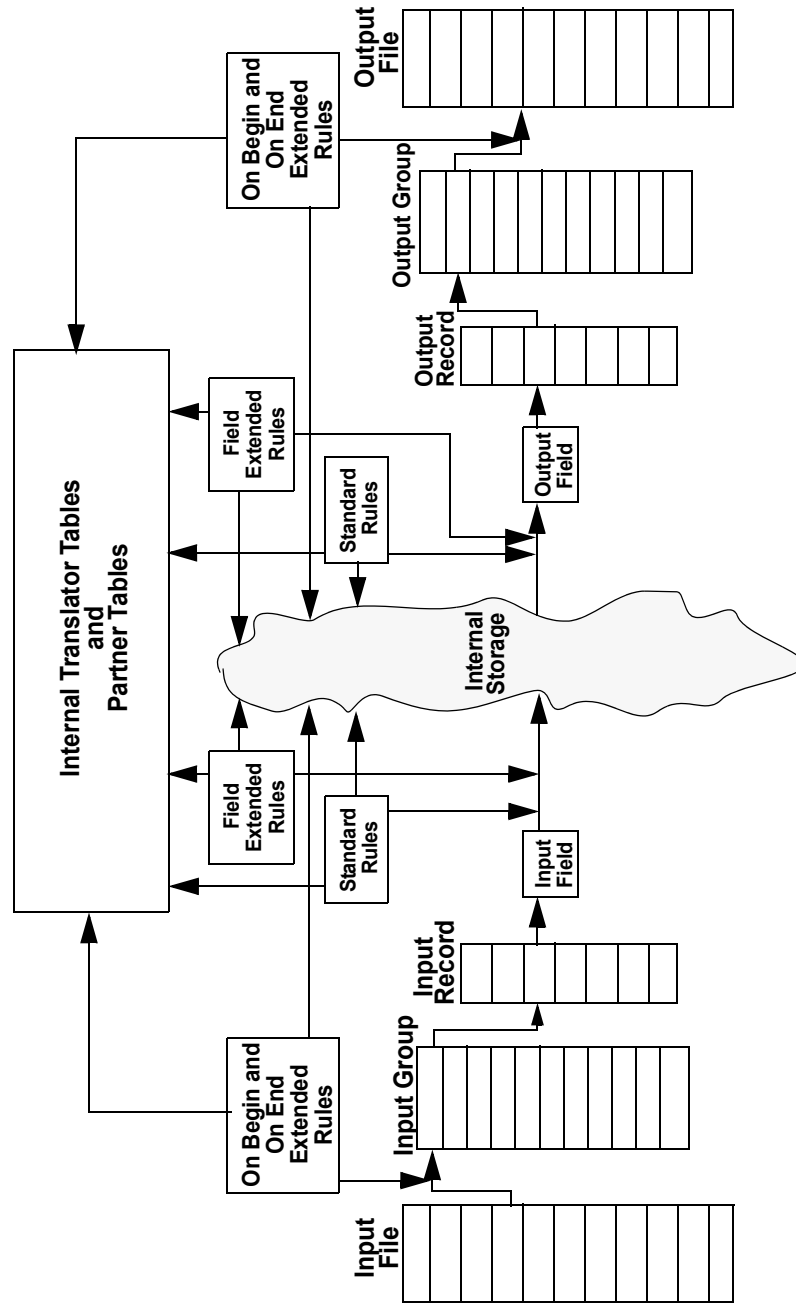 Internal Translator Tables
and
Partner Tables
On Begin and
On End
Extended
Rules
Field
Extended
Rules
Field
Extended
Rules
On Begin and
On End
Extended
Rules
Standard
Rules
Standard
Rules
Input
File
Input Group
Input
Record
Input
Field
Internal
Storage
Output
Field
Output
Record
Output Group
Output
File